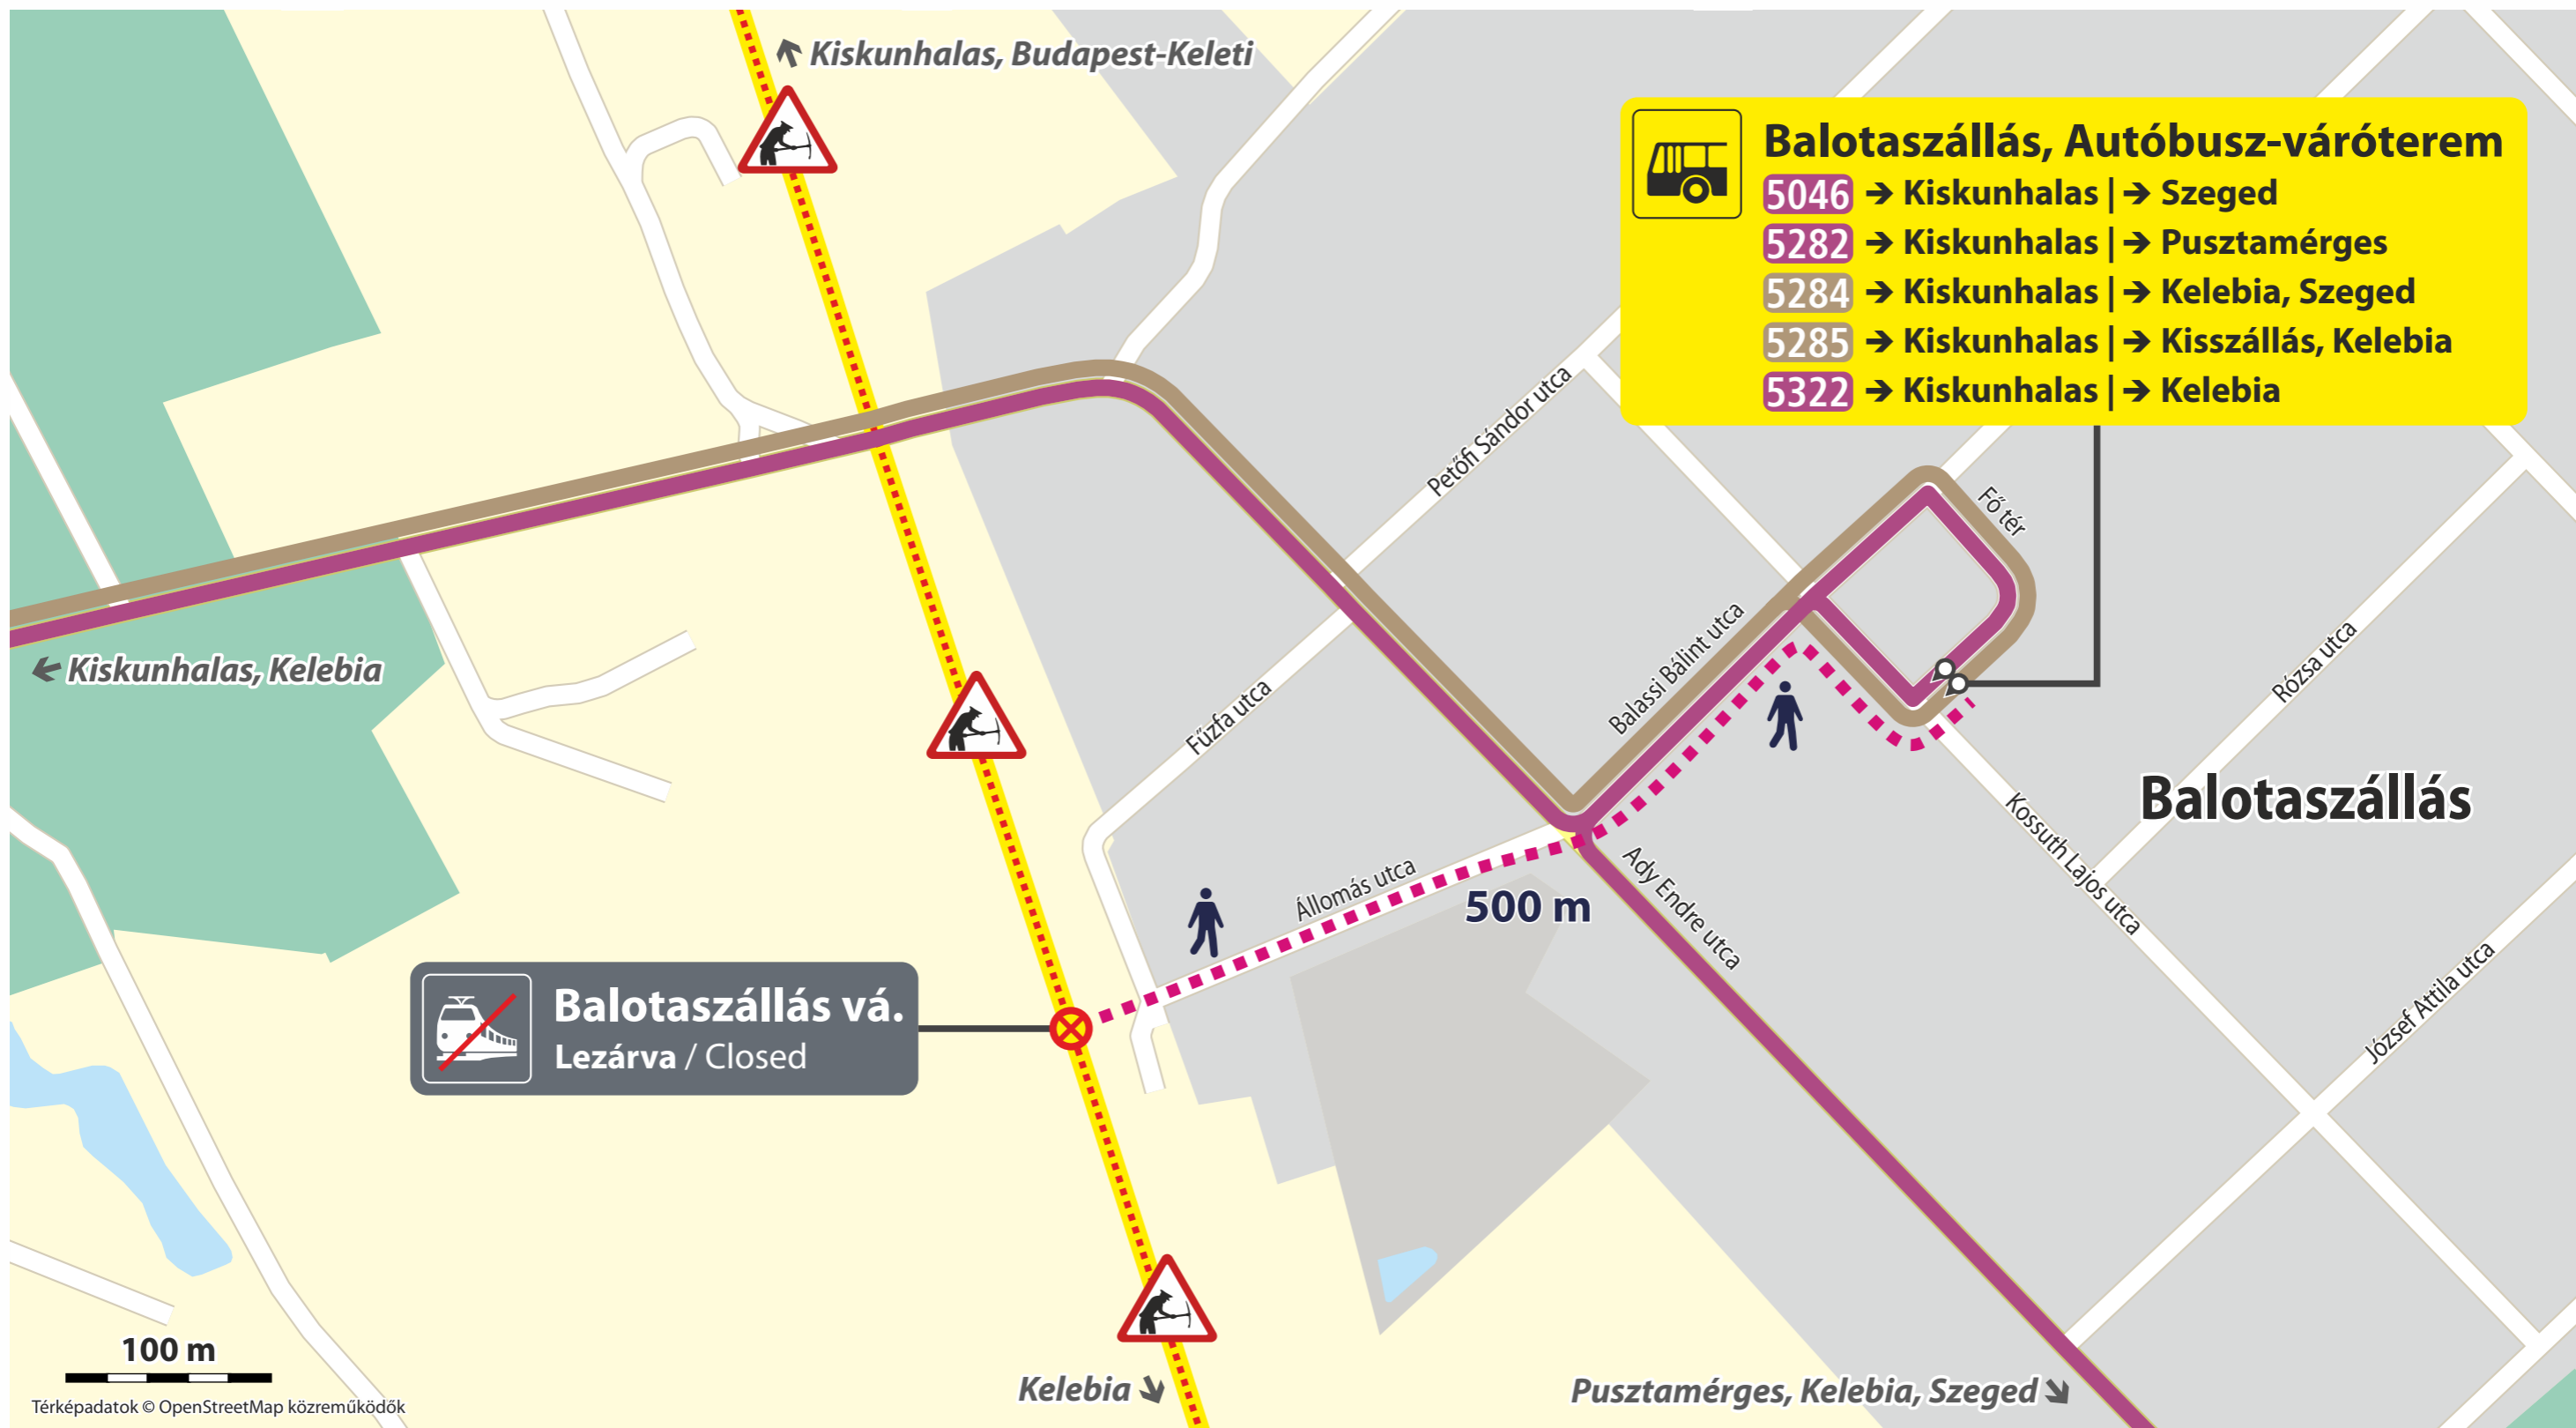 Kiskunhalas, Budapest-Keleti
Balotaszállás, Autóbusz-váróterem
5046 → Kiskunhalas | → Szeged
5282 → Kiskunhalas | → Pusztamérges
5284 → Kiskunhalas | → Kelebia, Szeged
5285 → Kiskunhalas | → Kisszállás, Kelebia
5322 → Kiskunhalas | → Kelebia
Petőfi Sándor utca
Fő tér
← Kiskunhalas, Kelebia
Fűzfa utca
Balassi Bálint utca
Rózsa utca
Balotaszállás
Kossuth Lajos utca
Állomás utca
500 m
Ady Endre utca
József Attila utca
Balotaszállás vá.
Lezárva / Closed
100 m
Térképadatok © OpenStreetMap közreműködők
Kelebia ↘
Pusztamérges, Kelebia, Szeged ↘